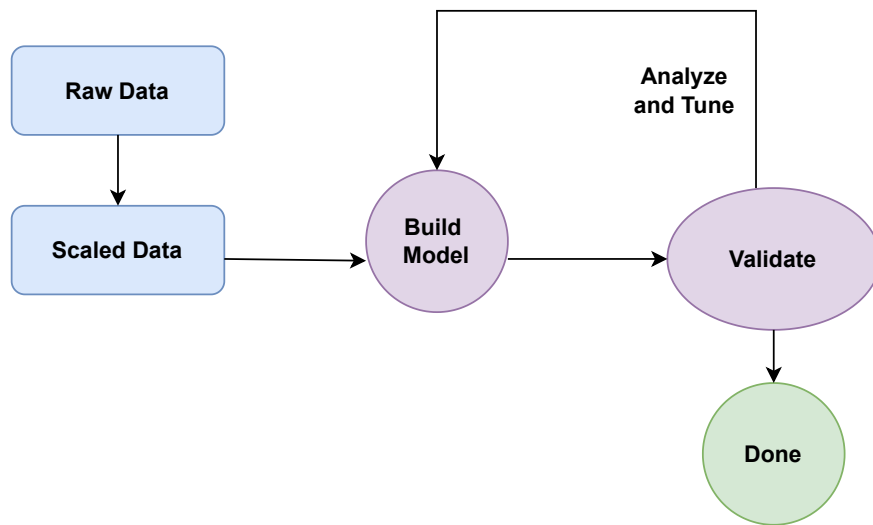 Raw Data
Scaled Data
Build
Model
Analyze
and Tune
Validate
Done